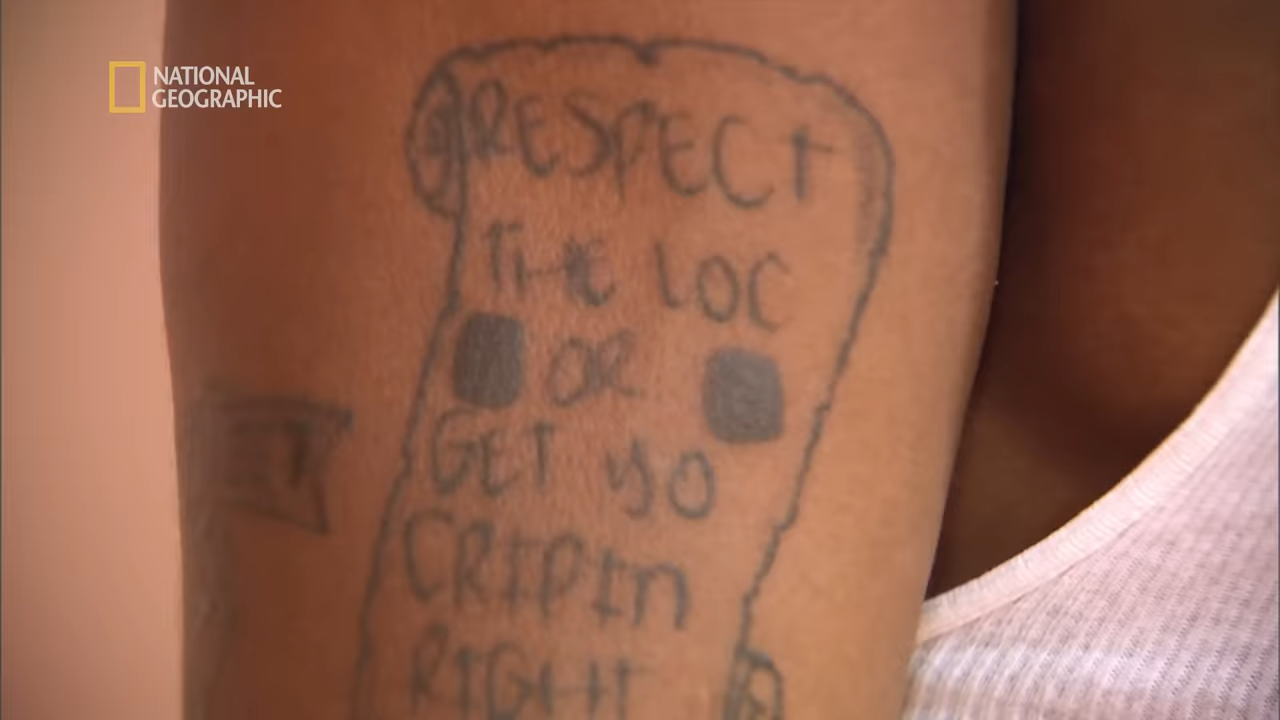 NATIONAL
GEOGRAPHIC
RESPECT
THE LOC
OR
GET YO
CRIPIN
RIGHT